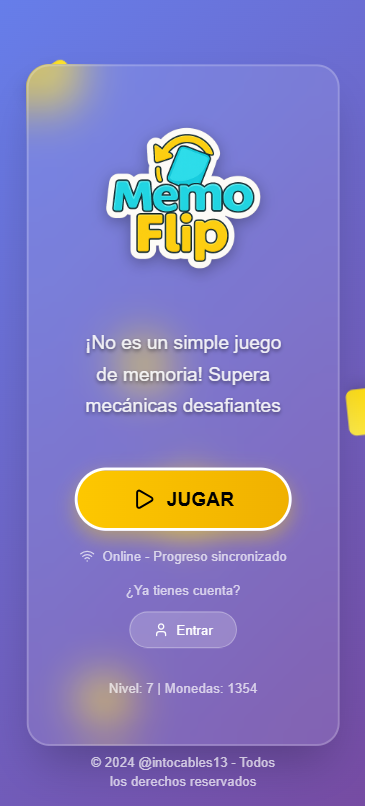 Memo
Flip
¡No es un simple juego
de memoria! Supera
mecánicas desafiantes
JUGAR
Online - Progreso sincronizado
¿Ya tienes cuenta?
Entrar
Nivel: 7 | Monedas: 1354
© 2024 @intocables13 - Todos
los derechos reservados